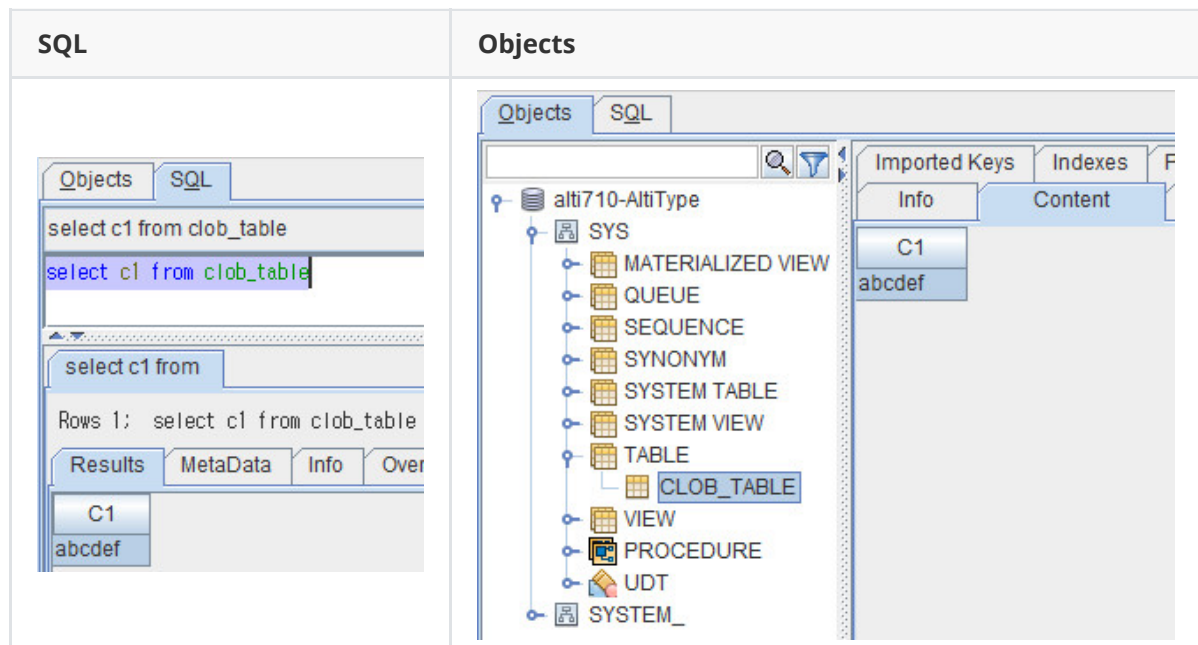 SQL Objects
Objects SQL
select c1 from clob_table
select c1 from clob_table
select c1 from
Rows 1; select c1 from clob_table
Results MetaData Info Over
C1
abcdef
Objects SQL
alti710-AltiType
SYS
MATERIALIZED VIEW
QUEUE
SEQUENCE
SYNONYM
SYSTEM TABLE
SYSTEM VIEW
TABLE
CLOB_TABLE
VIEW
PROCEDURE
UDT
SYSTEM_
Imported Keys Indexes
Info Content
C1
abcdef